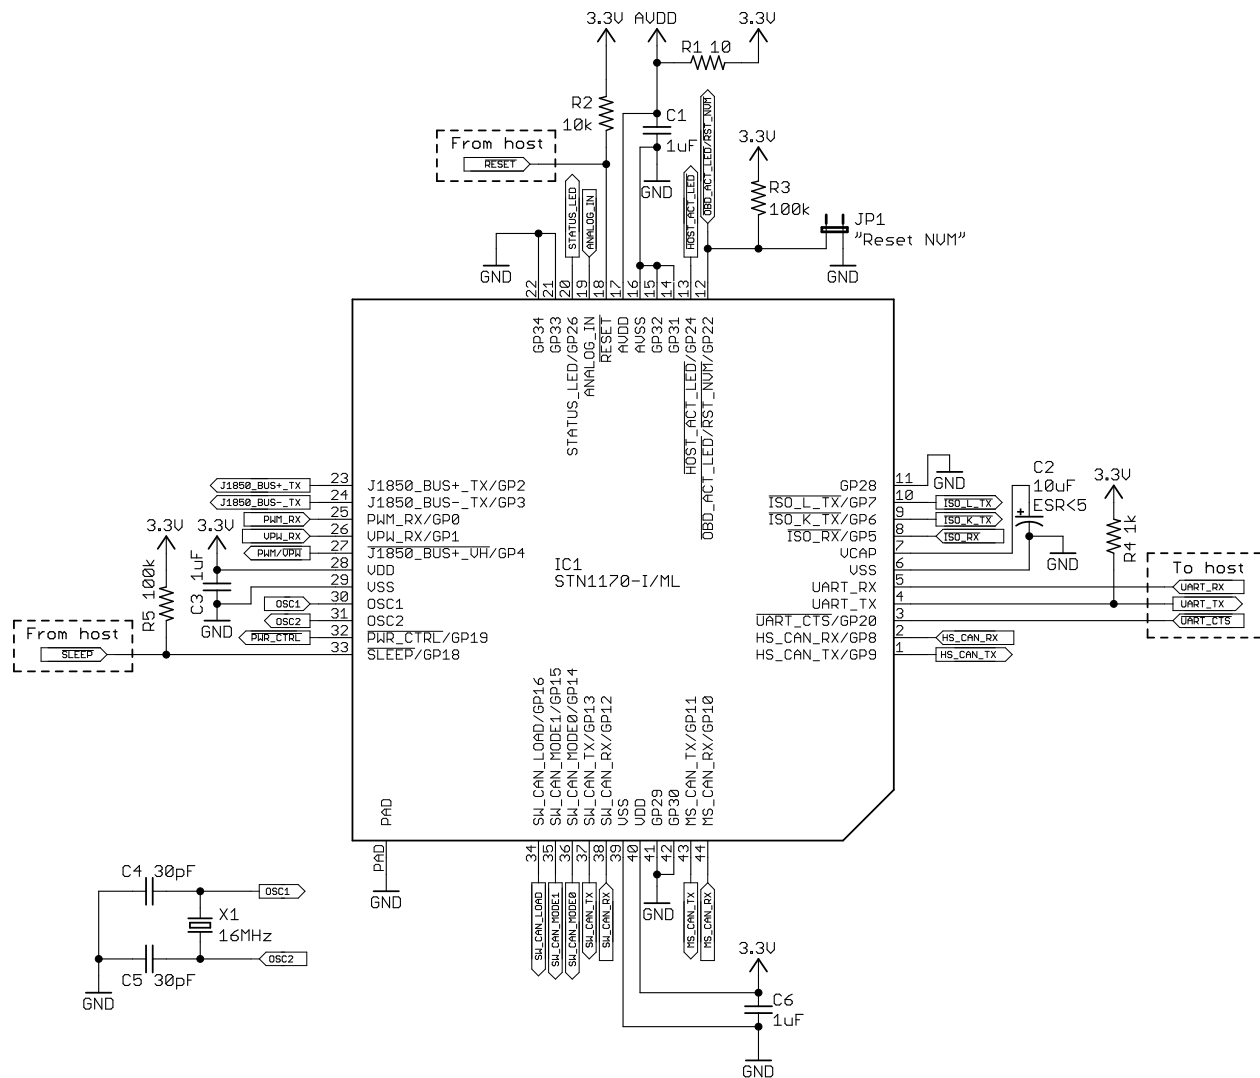 3.3V AVDD 3.3V
R1 10
R2
10k
C1
1uF
From host
RESET
GND
3.3V
R3
100k
JP1
"Reset NVM"
GND
GND
STATUS_LED
ANALOG_IN
HOST_ACT_LED
OBD_ACT_LED/RST_NVM
22
21
20
19
18
17
16
15
14
13
12
GP34
GP33
STATUS_LED/GP26
ANALOG_IN
RESET
AVDD
AVSS
GP32
GP31
HOST_ACT_LED/GP24
OBD_ACT_LED/RST_NVM/GP22
J1850_BUS+_TX 23 J1850_BUS+_TX/GP2
J1850_BUS-_TX 24 J1850_BUS-_TX/GP3
PWM_RX 25 PWM_RX/GP0
VPW_RX 26 VPW_RX/GP1
PWM/VPW 27 J1850_BUS+_VH/GP4
28 VDD
29 VSS
OSC1 30 OSC1
OSC2 31 OSC2
PWR_CTRL 32 PWR_CTRL/GP19
33 SLEEP/GP18
3.3V 3.3V
R5 100k
C3 1uF
GND
From host
SLEEP
IC1
STN1170-I/ML
GP28 11
ISO_L_TX/GP7 10 ISO_L_TX
ISO_K_TX/GP6 9 ISO_K_TX
ISO_RX/GP5 8 ISO_RX
VCAP 7
VSS 6
UART_RX 5
UART_TX 4
UART_CTS/GP20 3
HS_CAN_RX/GP8 2 HS_CAN_RX
HS_CAN_TX/GP9 1 HS_CAN_TX
GND
C2
10uF
ESR<5
+
GND
3.3V
R4 1k
To host
UART_RX
UART_TX
UART_CTS
PAD
SW_CAN_LOAD/GP16
SW_CAN_MODE1/GP15
SW_CAN_MODE0/GP14
SW_CAN_TX/GP13
SW_CAN_RX/GP12
VSS
VDD
GP29
GP30
MS_CAN_TX/GP11
MS_CAN_RX/GP10
PAD
34
35
36
37
38
39
40
41
42
43
44
GND
SW_CAN_LOAD
SW_CAN_MODE1
SW_CAN_MODE0
SW_CAN_TX
SW_CAN_RX
GND
MS_CAN_TX
MS_CAN_RX
C4 30pF
OSC1
X1
16MHz
OSC2
C5 30pF
GND
3.3V
C6
1uF
GND